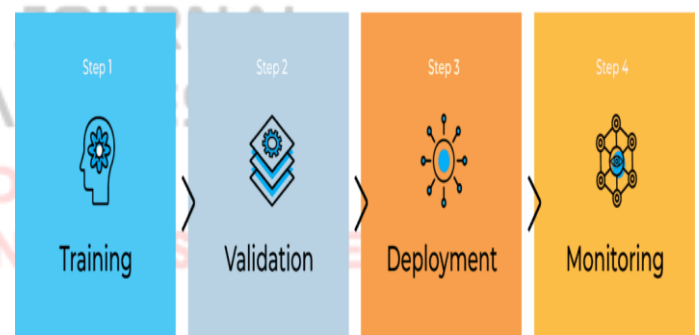 Step 1
Training
Step 2
Validation
Step 3
Deployment
Step 4
Monitoring